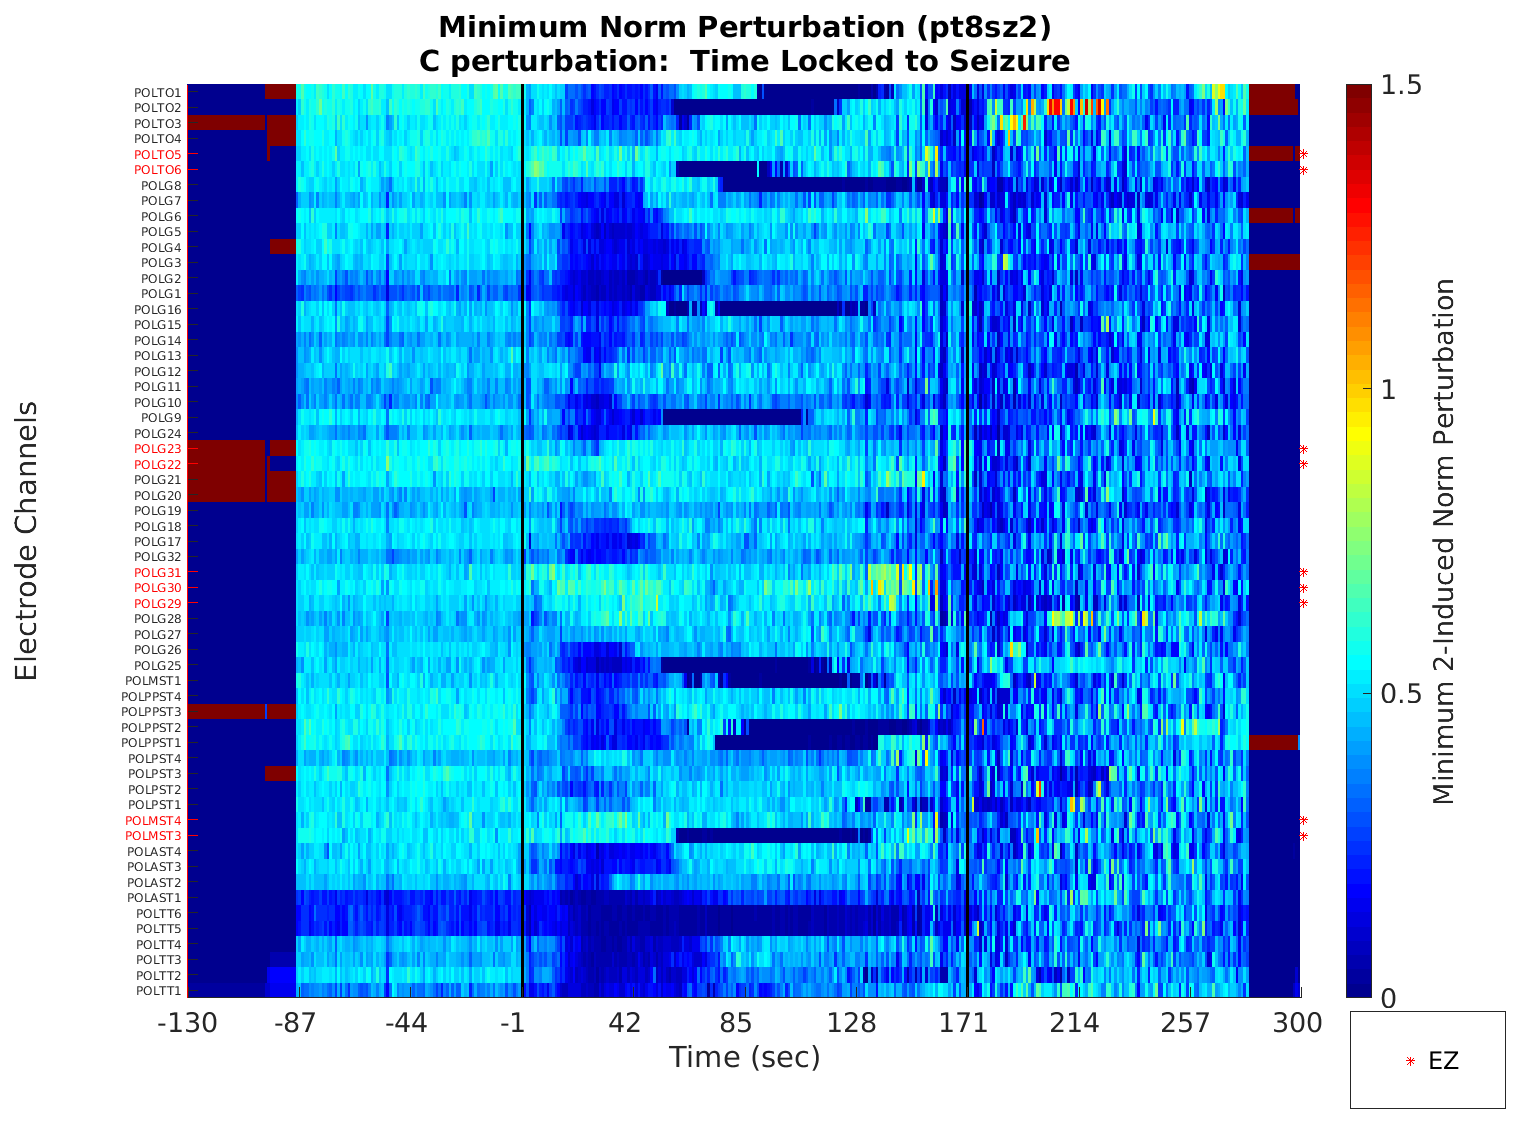 Minimum Norm Perturbation (pt8sz2)
C perturbation:  Time Locked to Seizure
Electrode Channels
POLTO1
POLTO2
POLTO3
POLTO4
POLTO5
POLTO6
POLG8
POLG7
POLG6
POLG5
POLG4
POLG3
POLG2
POLG1
POLG16
POLG15
POLG14
POLG13
POLG12
POLG11
POLG10
POLG9
POLG24
POLG23
POLG22
POLG21
POLG20
POLG19
POLG18
POLG17
POLG32
POLG31
POLG30
POLG29
POLG28
POLG27
POLG26
POLG25
POLMST1
POLPPST4
POLPPST3
POLPPST2
POLPPST1
POLPST4
POLPST3
POLPST2
POLPST1
POLMST4
POLMST3
POLAST4
POLAST3
POLAST2
POLAST1
POLTT6
POLTT5
POLTT4
POLTT3
POLTT2
POLTT1
-130 -87 -44 -1 42 85 128 171 214 257 300
Time (sec)
1.5
1
0.5
0
Minimum 2-Induced Norm Perturbation
EZ